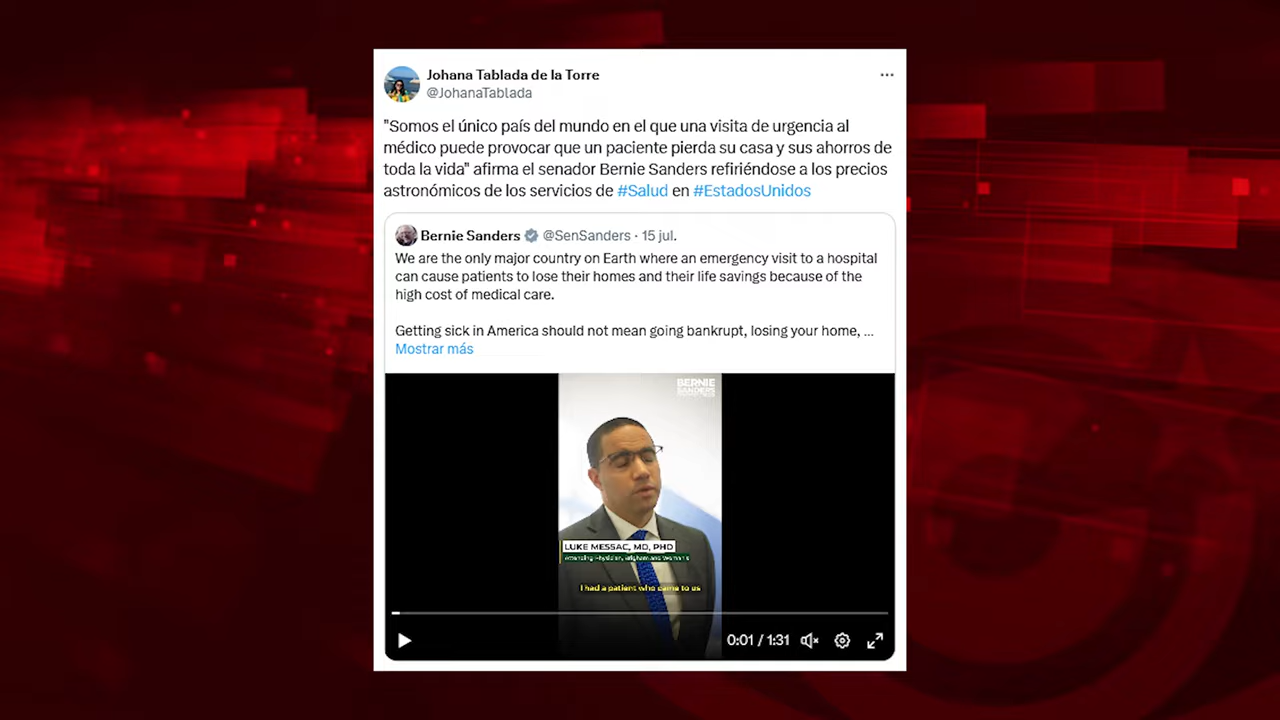 Johana Tablada de la Torre
@JohanaTablada
"Somos el único país del mundo en el que una visita de urgencia al
médico puede provocar que un paciente pierda su casa y sus ahorros de
toda la vida" afirma el senador Bernie Sanders refiriéndose a los precios
astronómicos de los servicios de #Salud en #EstadosUnidos
Bernie Sanders @SenSanders · 15 jul.
We are the only major country on Earth where an emergency visit to a hospital
can cause patients to lose their homes and their life savings because of the
high cost of medical care.
Getting sick in America should not mean going bankrupt, losing your home, ...
Mostrar más
BERNIE
SANDERS
LUKE MESSAC, MD, PHD
Attending Physician, Brigham and Women's
I had a patient who came to us
0:01 / 1:31